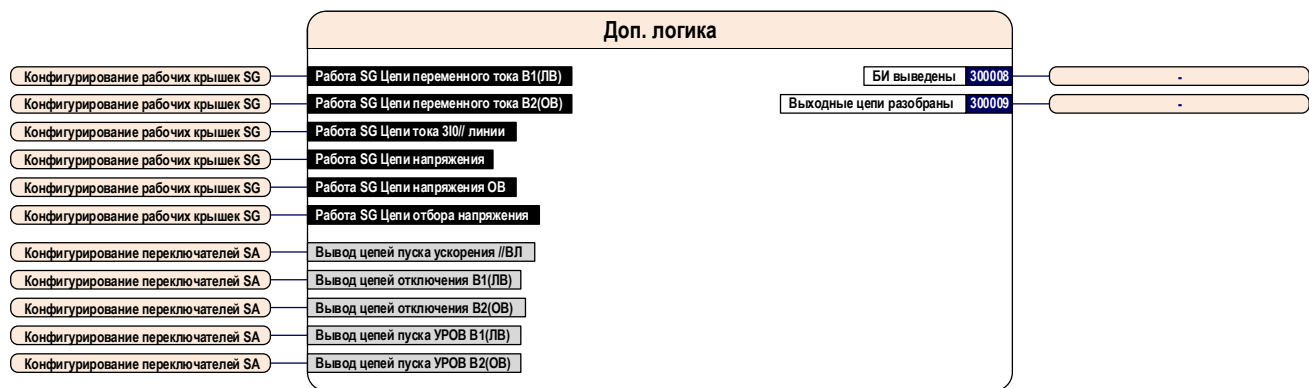 Доп. логика
Конфигурирование рабочих крышек SG Работа SG Цепи переменного тока В1(ЛВ) БИ выведены 300008 -
Конфигурирование рабочих крышек SG Работа SG Цепи переменного тока В2(ОВ) Выходные цепи разобраны 300009 -
Конфигурирование рабочих крышек SG Работа SG Цепи тока 3I0// линии
Конфигурирование рабочих крышек SG Работа SG Цепи напряжения
Конфигурирование рабочих крышек SG Работа SG Цепи напряжения ОВ
Конфигурирование рабочих крышек SG Работа SG Цепи отбора напряжения
Конфигурирование переключателей SA Вывод цепей пуска ускорения //ВЛ
Конфигурирование переключателей SA Вывод цепей отключения В1(ЛВ)
Конфигурирование переключателей SA Вывод цепей отключения В2(ОВ)
Конфигурирование переключателей SA Вывод цепей пуска УРОВ В1(ЛВ)
Конфигурирование переключателей SA Вывод цепей пуска УРОВ В2(ОВ)